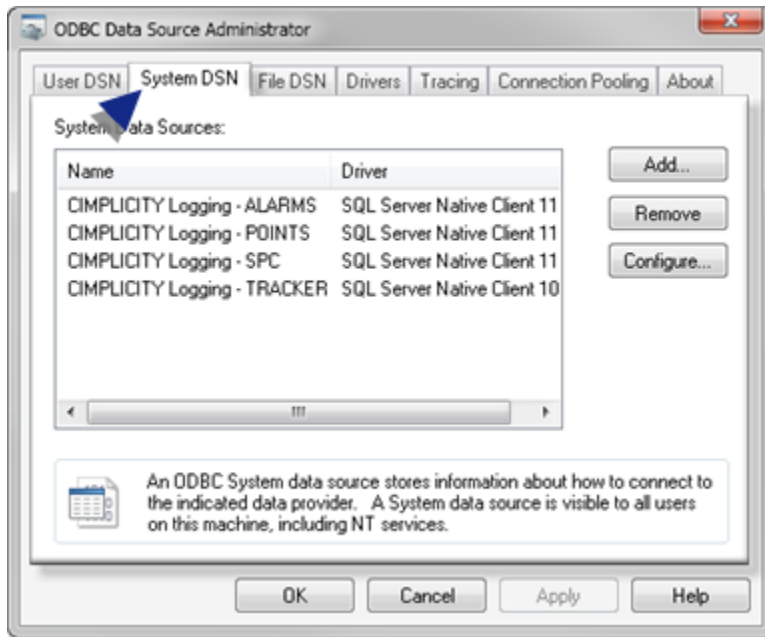 ODBC Data Source Administrator
User DSN System DSN File DSN Drivers Tracing Connection Pooling About
System Data Sources:
Name Driver
CIMPLICITY Logging - ALARMS SQL Server Native Client 11
CIMPLICITY Logging - POINTS SQL Server Native Client 11
CIMPLICITY Logging - SPC SQL Server Native Client 11
CIMPLICITY Logging - TRACKER SQL Server Native Client 10
Add...
Remove
Configure...
An ODBC System data source stores information about how to connect to
the indicated data provider. A System data source is visible to all users
on this machine, including NT services.
OK Cancel Apply Help